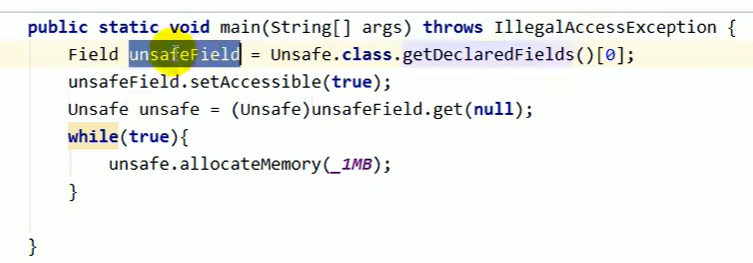 public static void main(String[] args) throws IllegalAccessException {
Field unsafeField = Unsafe.class.getDeclaredFields()[0];
unsafeField.setAccessible(true);
Unsafe unsafe = (Unsafe)unsafeField.get(null);
while(true){
unsafe.allocateMemory(_1MB);
}
}